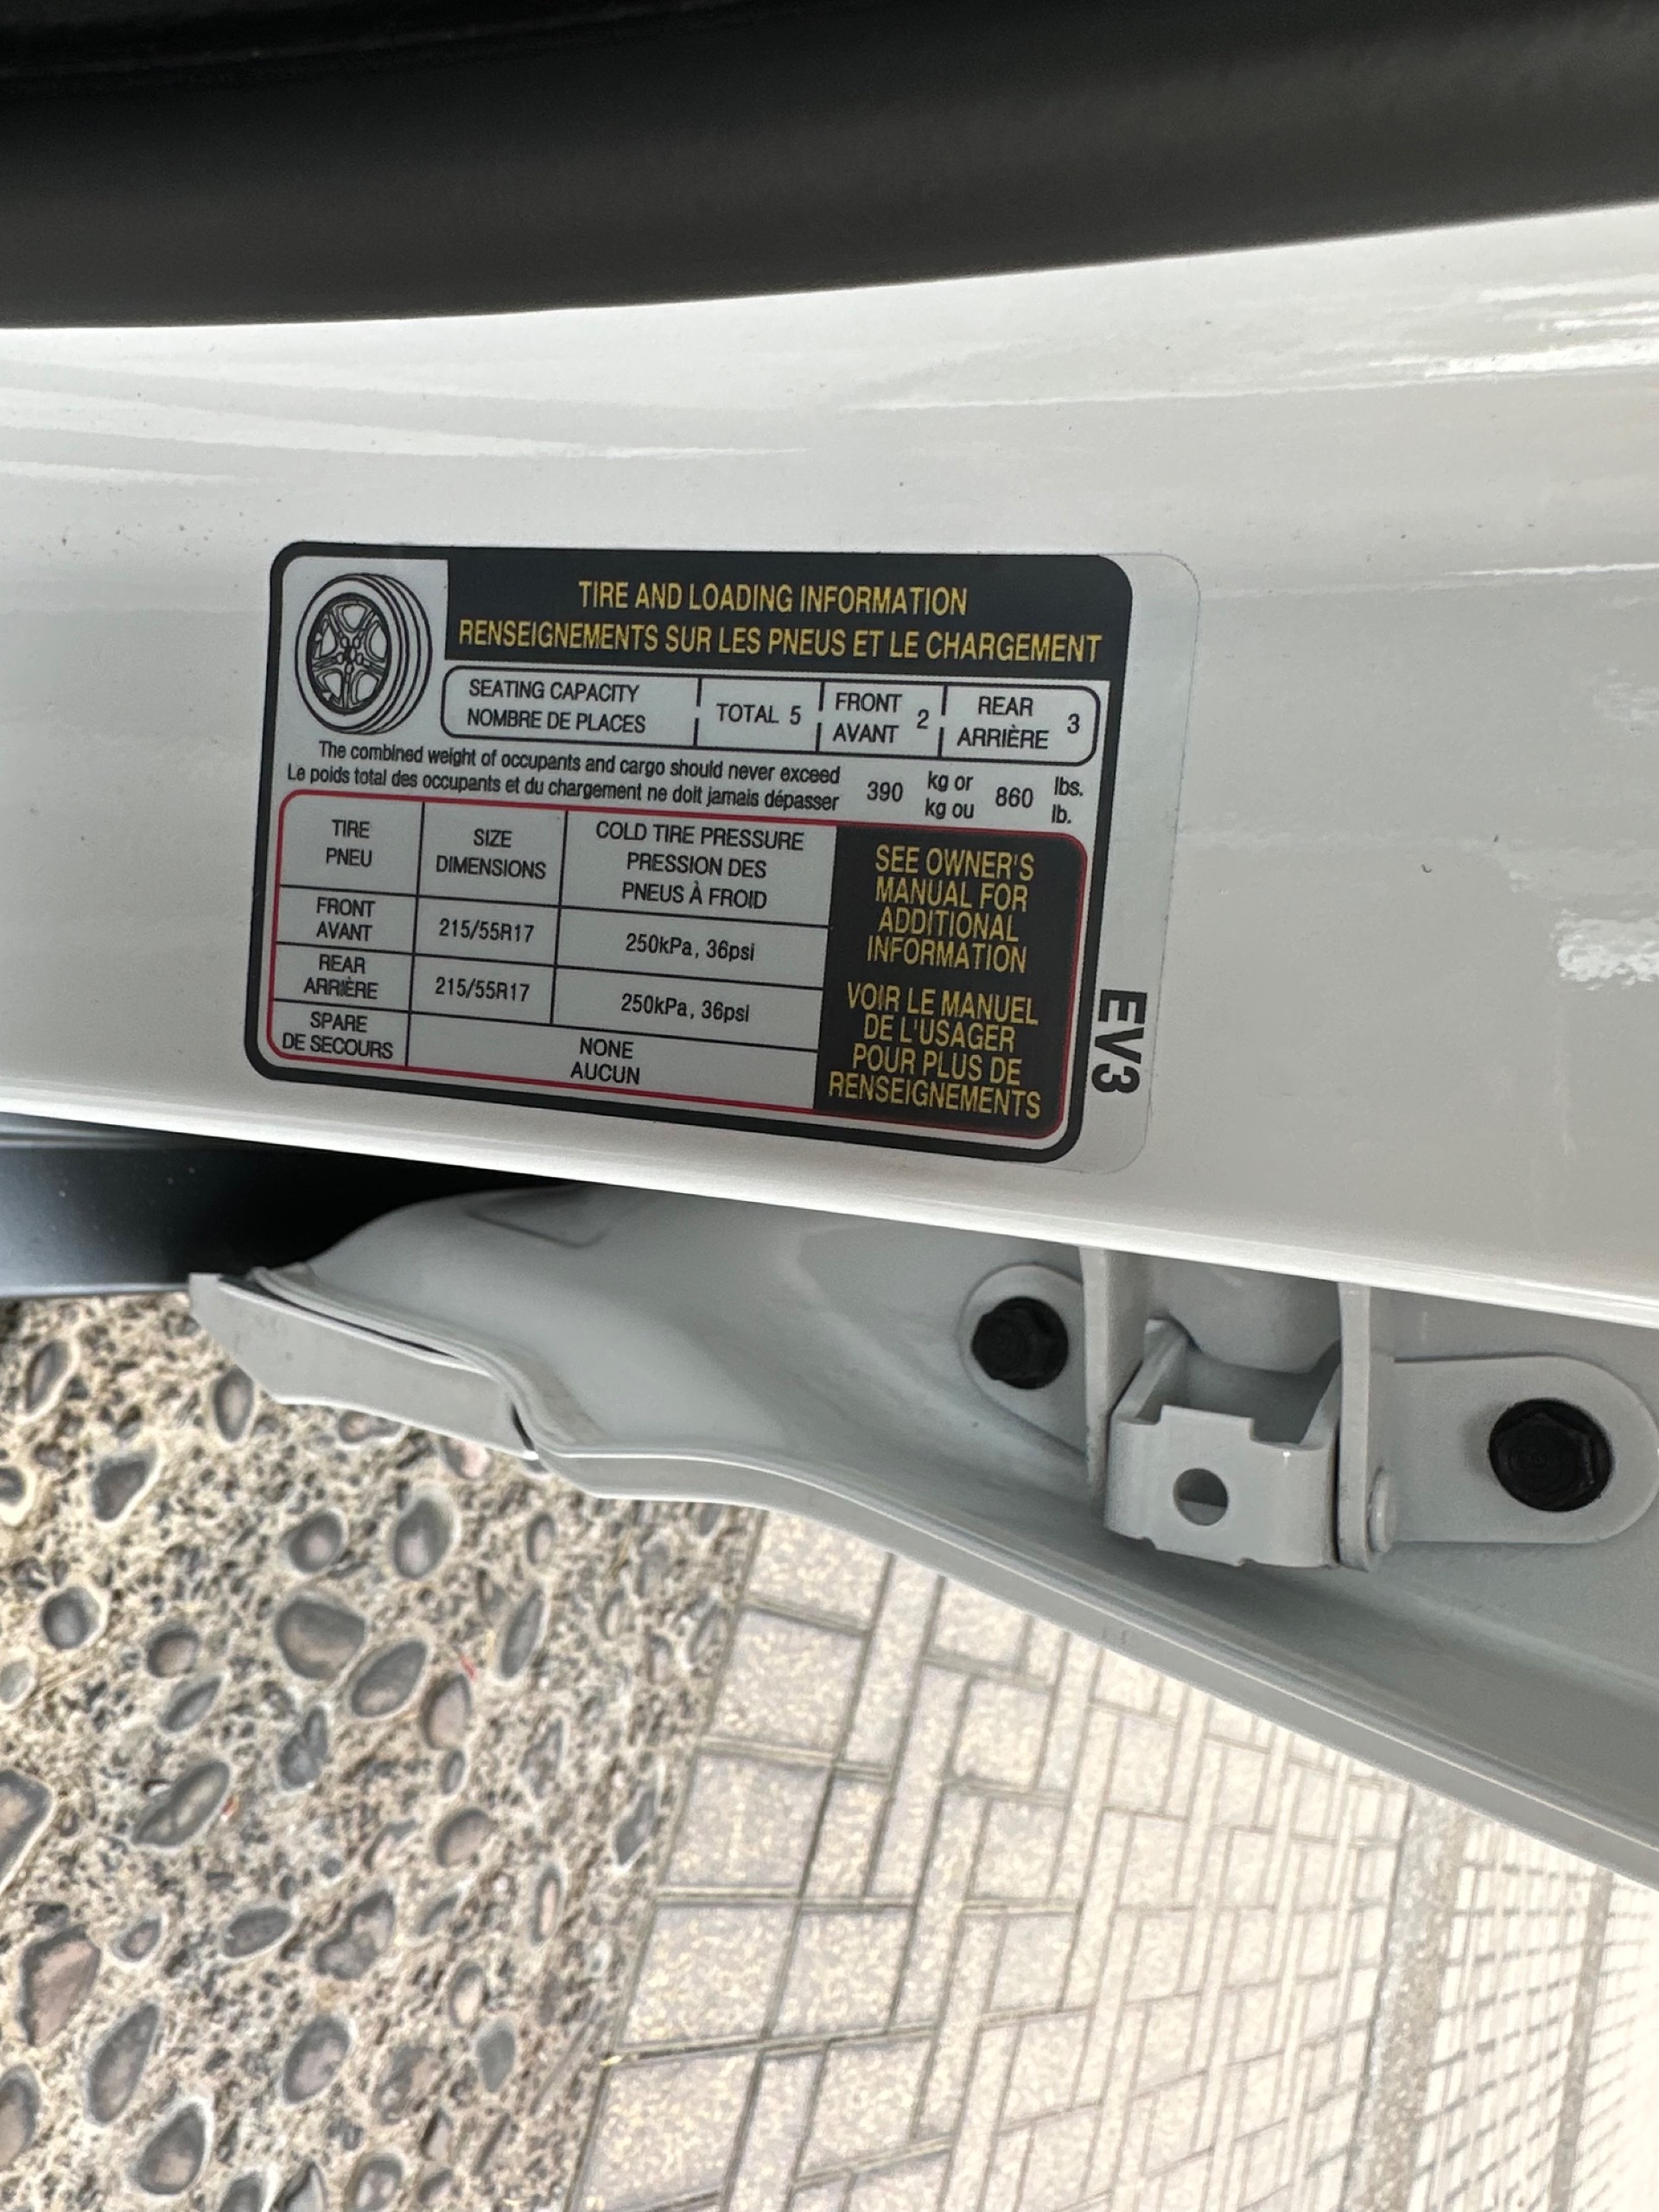 TIRE AND LOADING INFORMATION
RENSEIGNEMENTS SUR LES PNEUS ET LE CHARGEMENT
SEATING CAPACITY
NOMBRE DE PLACES
TOTAL 5
FRONT
AVANT
2
REAR
ARRIÈRE
3
The combined weight of occupants and cargo should never exceed
Le poids total des occupants et du chargement ne doit jamais dépasser
390
kg or
kg ou
860
lbs.
lb.
TIRE
PNEU
SIZE
DIMENSIONS
COLD TIRE PRESSURE
PRESSION DES
PNEUS À FROID
FRONT
AVANT
215/55R17
250kPa, 36psi
REAR
ARRIÈRE
215/55R17
250kPa, 36psi
SPARE
DE SECOURS
NONE
AUCUN
SEE OWNER'S
MANUAL FOR
ADDITIONAL
INFORMATION
VOIR LE MANUEL
DE L'USAGER
POUR PLUS DE
RENSEIGNEMENTS
EV3